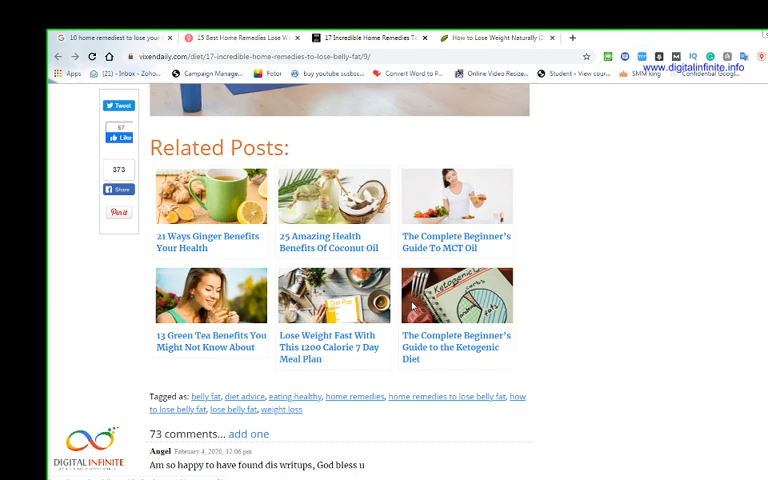 10 home remediest to lose your
15 Best Home Remedies Lose W
17 Incredible Home Remedies T
How to Lose Weight Naturally (
vixendaily.com/diet/17-incredible-home-remedies-to-lose-belly-fat/9/
Apps
(21) - Inbox - Zoho...
Campaign Manage...
Fotor
buy youtube susbsc...
Convert Word to P...
Online Video Resize...
Student - View cour...
SMM king
Confidential Googl...
www.digitalinfinite.info
Tweet
67
Like
373
Share
Pin it
Related Posts:
21 Ways Ginger Benefits
Your Health
25 Amazing Health
Benefits Of Coconut Oil
The Complete Beginner's
Guide To MCT Oil
Ketogenic
carbs
fats
13 Green Tea Benefits You
Might Not Know About
Lose Weight Fast With
This 1200 Calorie 7 Day
Meal Plan
The Complete Beginner's
Guide to the Ketogenic
Diet
Tagged as: belly fat, diet advice, eating healthy, home remedies, home remedies to lose belly fat, how
to lose belly fat, lose belly fat, weight loss
73 comments... add one
Angel February 4, 2020, 12:06 pm
Am so happy to have found dis writups, God bless u
DIGITAL INFINITE